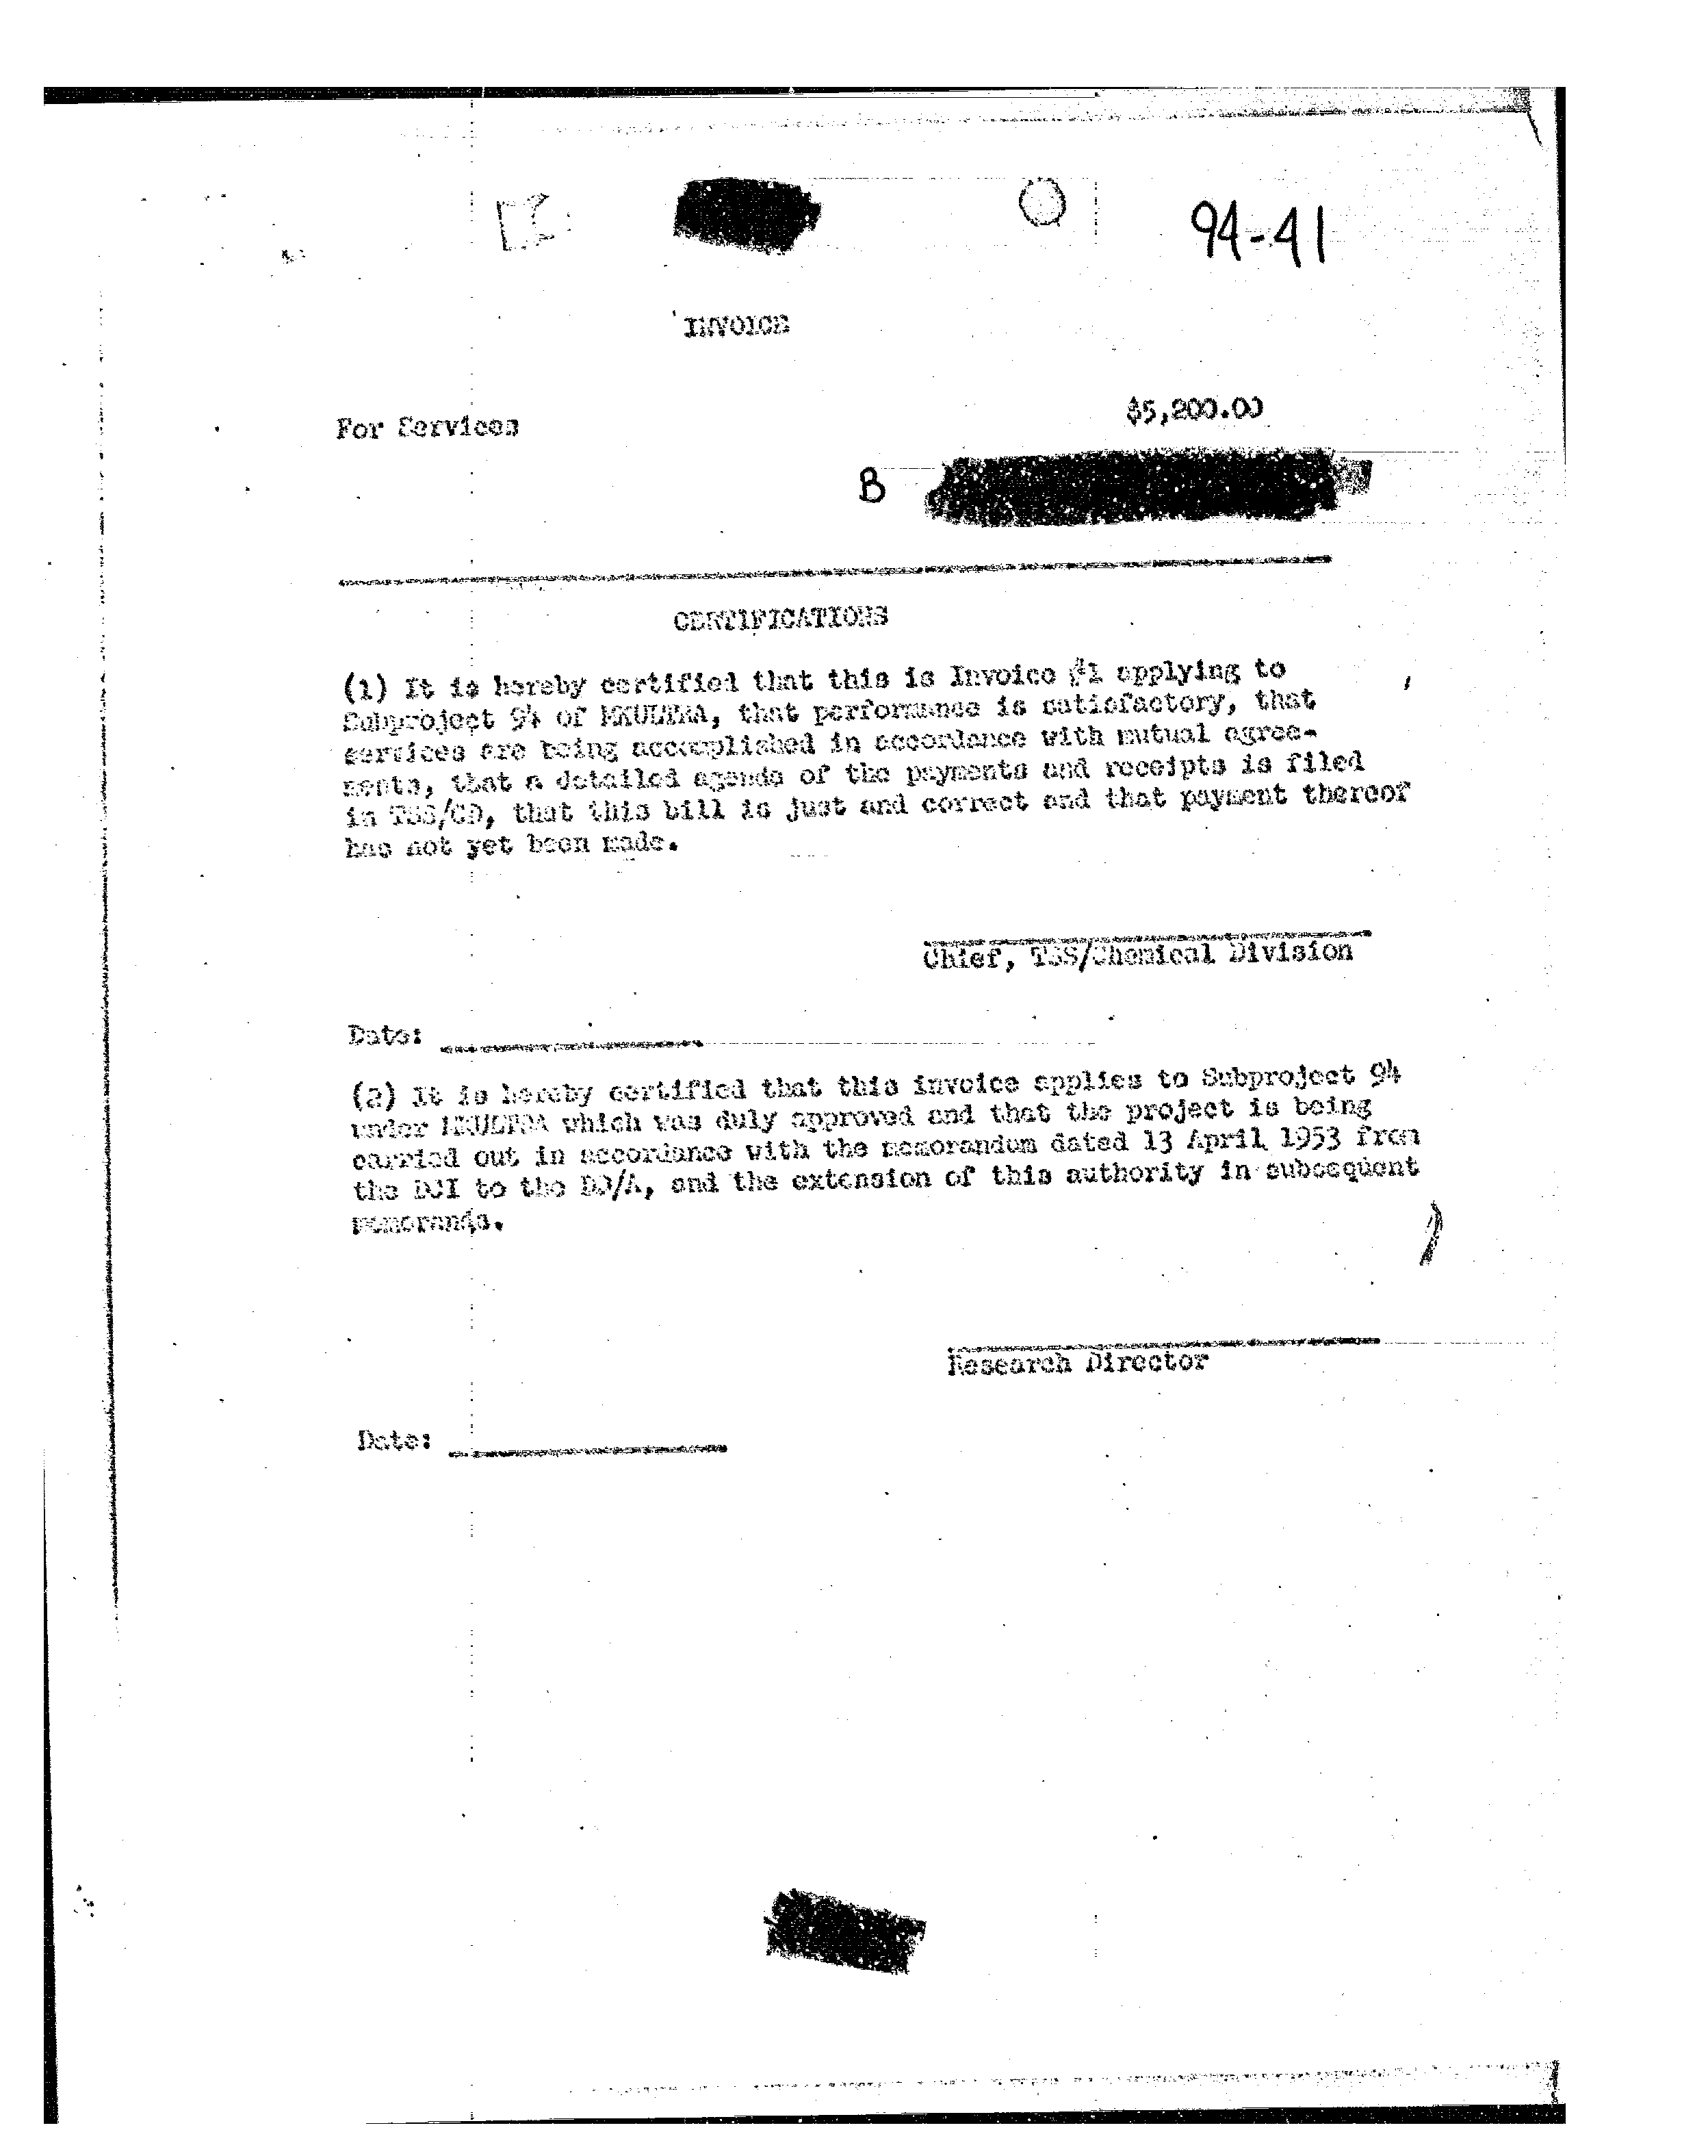 94-41
INVOICE
For Services
$5,200.00
B
CERTIFICATIONS
(1) It is hereby certified that this is Invoice #1 applying to
Subproject 94 of MKULTRA, that performance is satisfactory, that
services are being accomplished in accordance with mutual agree-
ments, that a detailed agenda of the payments and receipts is filed
in TSS/CD, that this bill is just and correct and that payment thereof
has not yet been made.
Chief, TSS/Chemical Division
Date:
(2) It is hereby certified that this invoice applies to Subproject 94
under MKULTRA which was duly approved and that the project is being
carried out in accordance with the memorandum dated 13 April 1953 from
the DCI to the DD/A, and the extension of this authority in subsequent
memoranda.
Research Director
Date: